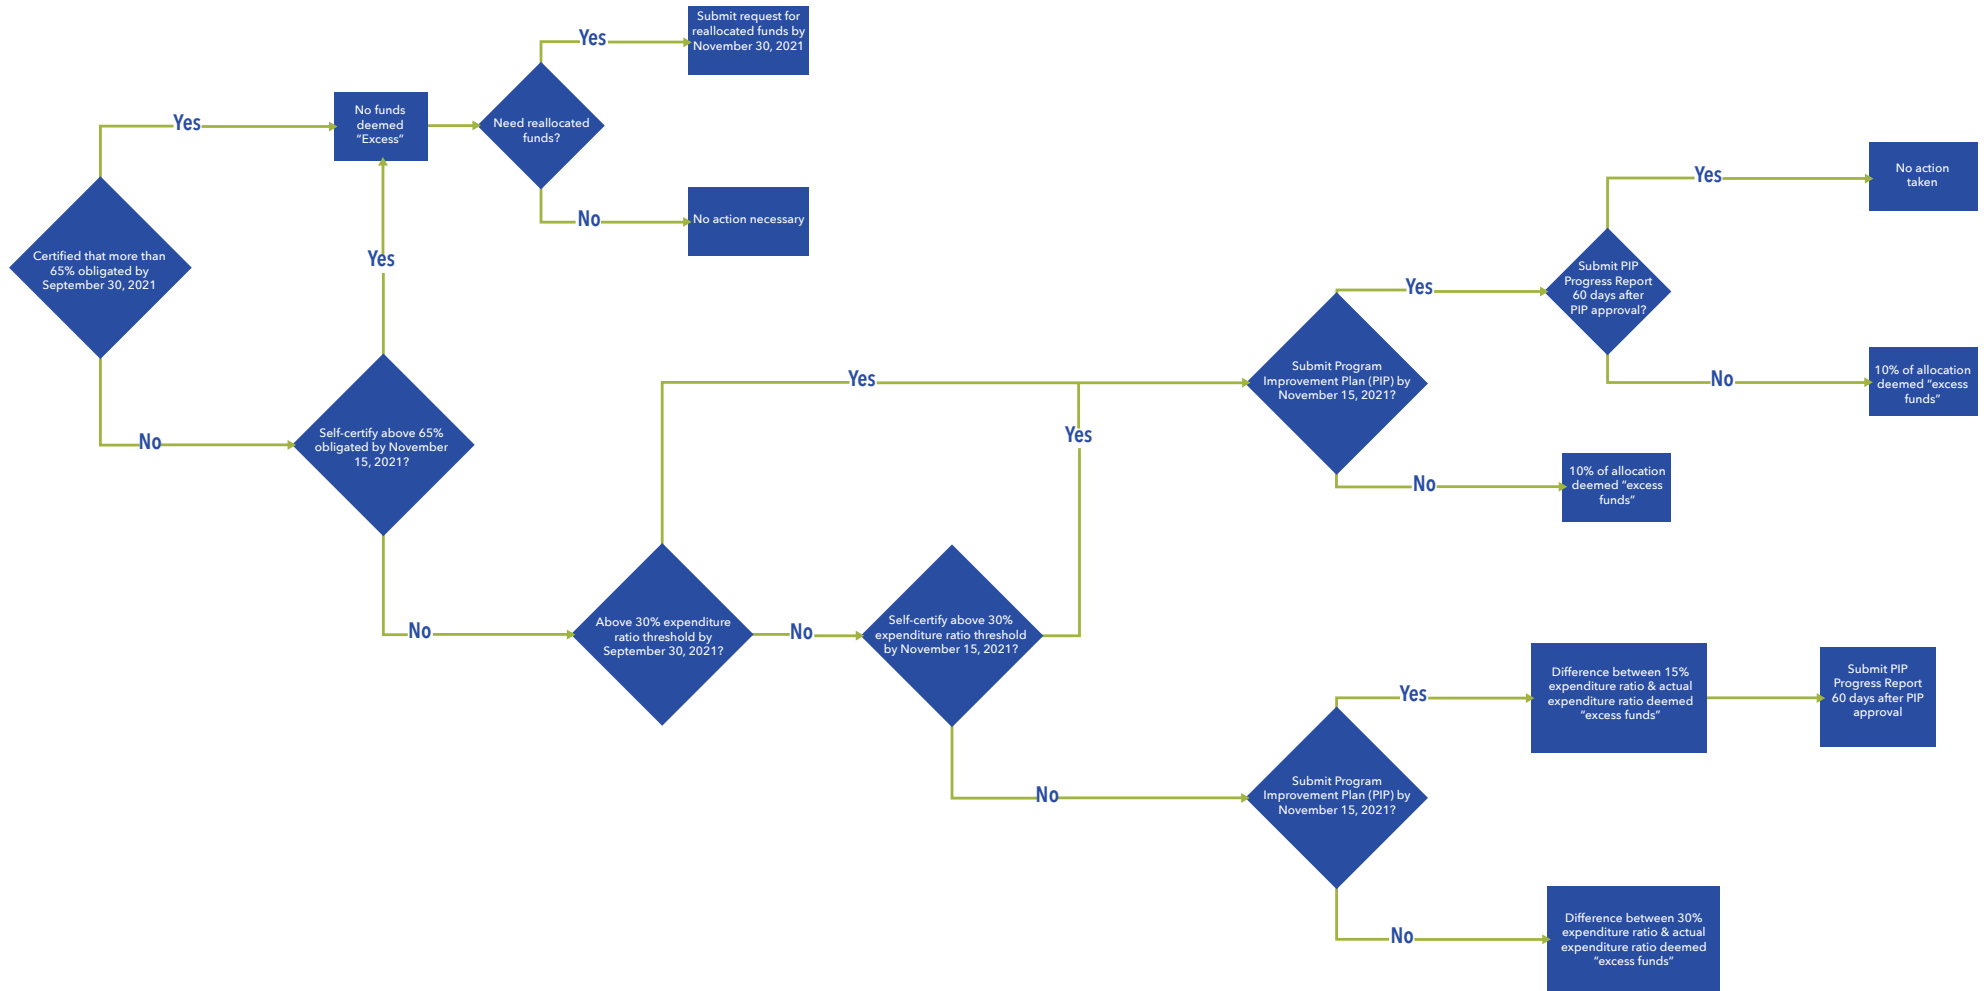 Submit request for
reallocated funds by
November 30, 2021
Yes
No funds
deemed
“Excess”
Yes
Need reallocated
funds?
No
No action necessary
Certified that more than
65% obligated by
September 30, 2021
Yes
No
Self-certify above 65%
obligated by November
15, 2021?
No
Above 30% expenditure
ratio threshold by
September 30, 2021?
Yes
No
Self-certify above 30%
expenditure ratio threshold
by November 15, 2021?
Yes
No
Submit Program
Improvement Plan (PIP) by
November 15, 2021?
Yes
Submit PIP
Progress Report
60 days after
PIP approval?
Yes
No action
taken
No
10% of allocation
deemed “excess
funds”
No
10% of allocation
deemed “excess
funds”
Submit Program
Improvement Plan (PIP) by
November 15, 2021?
Yes
Difference between 15%
expenditure ratio & actual
expenditure ratio deemed
“excess funds”
Submit PIP
Progress Report
60 days after PIP
approval
No
Difference between 30%
expenditure ratio & actual
expenditure ratio deemed
“excess funds”